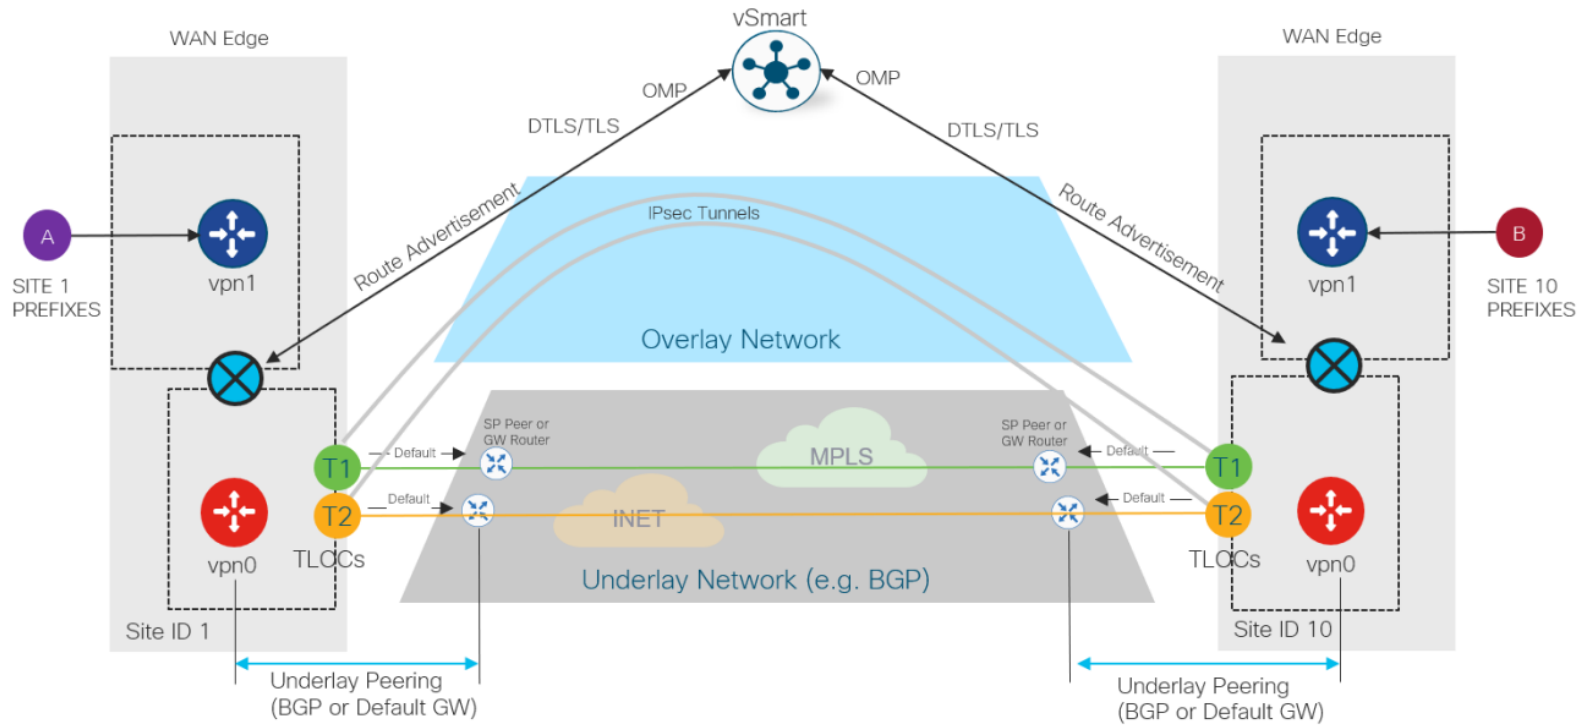 vSmart
WAN Edge
WAN Edge
OMP
OMP
DTLS/TLS
DTLS/TLS
Route Advertisement
Route Advertisement
IPsec Tunnels
A
B
vpn1
vpn1
SITE 1
PREFIXES
SITE 10
PREFIXES
Overlay Network
SP Peer or
GW Router
SP Peer or
GW Router
Default
Default
MPLS
T1
T1
Default
Default
INET
T2
T2
TLOCs
TLOCs
vpn0
vpn0
Underlay Network (e.g. BGP)
Site ID 1
Site ID 10
Underlay Peering
(BGP or Default GW)
Underlay Peering
(BGP or Default GW)